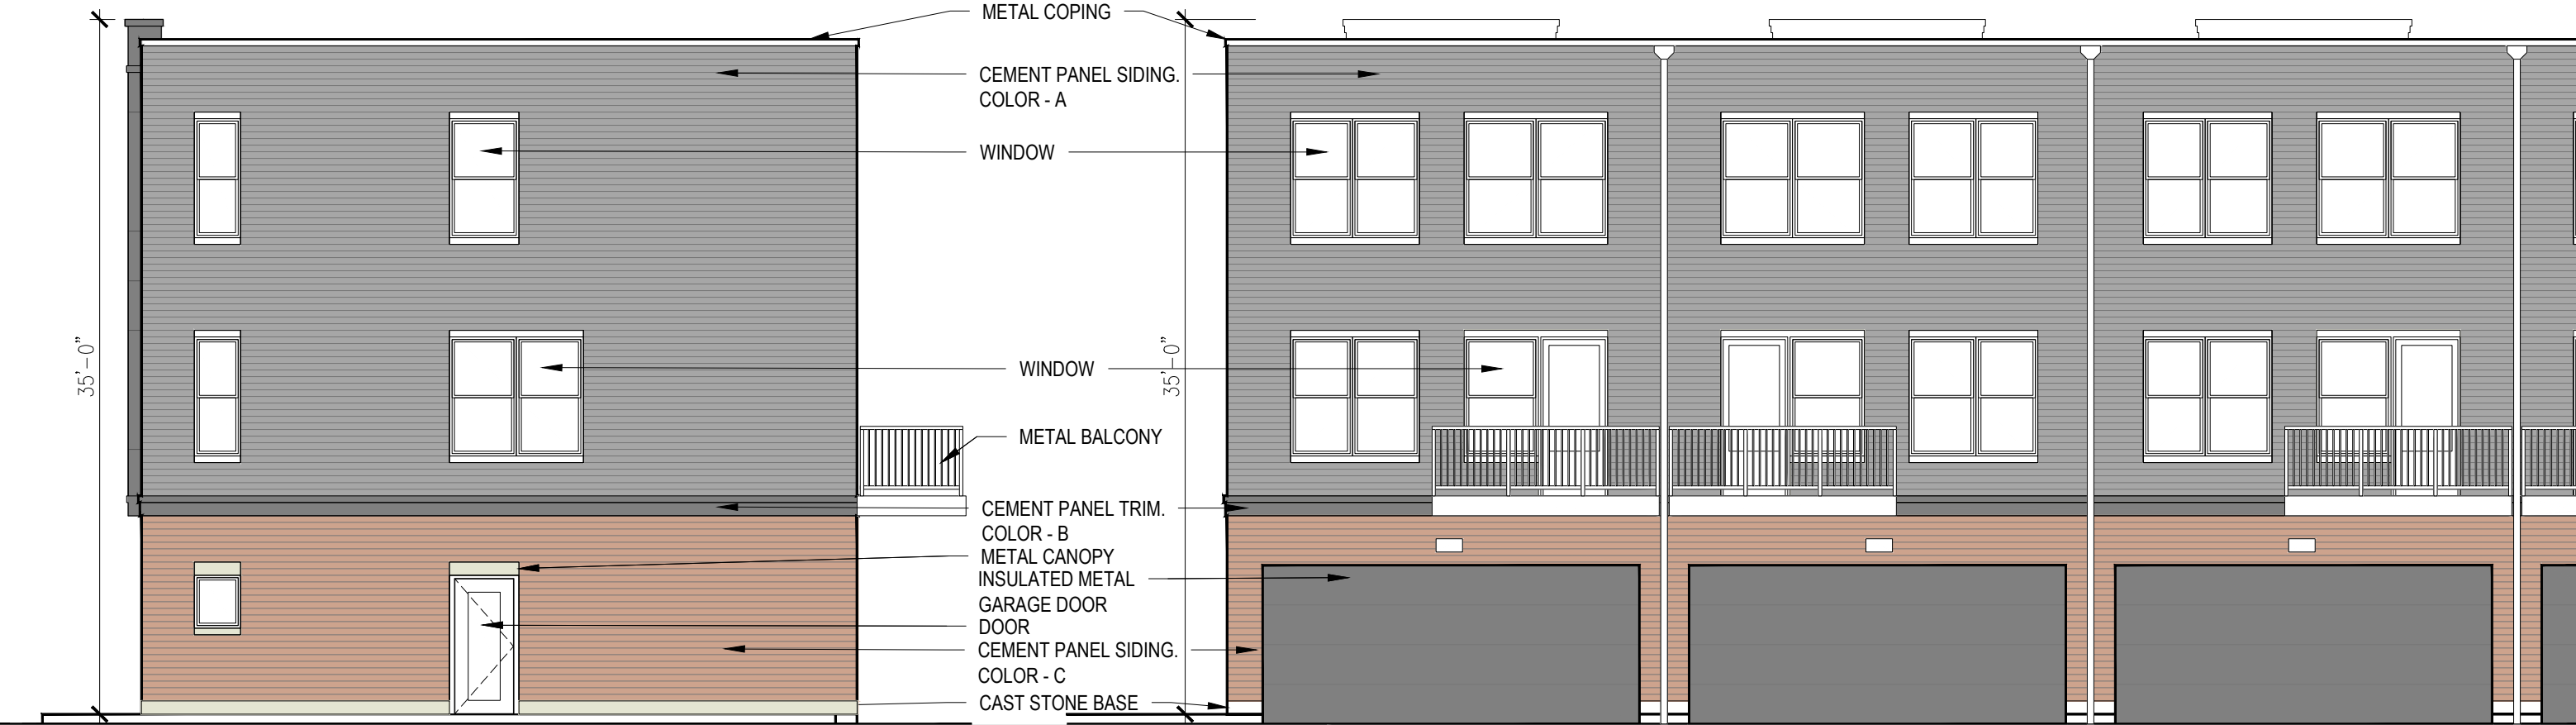 METAL COPING
CEMENT PANEL SIDING.
COLOR - A
WINDOW
35'-0"
35'-0"
WINDOW
METAL BALCONY
CEMENT PANEL TRIM.
COLOR - B
METAL CANOPY
INSULATED METAL
GARAGE DOOR
DOOR
CEMENT PANEL SIDING.
COLOR - C
CAST STONE BASE